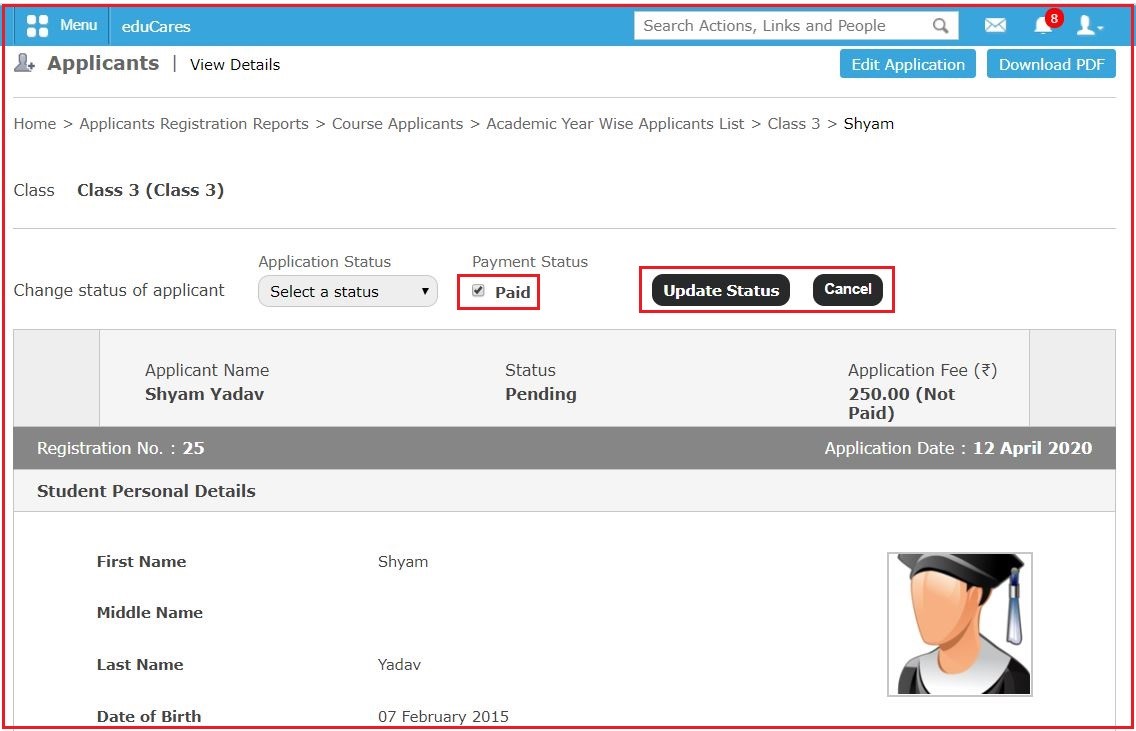 Menu eduCares Search Actions, Links and People 8
Applicants | View Details Edit Application Download PDF
Home > Applicants Registration Reports > Course Applicants > Academic Year Wise Applicants List > Class 3 > Shyam
Class Class 3 (Class 3)
Application Status Payment Status
Change status of applicant Select a status Paid Update Status Cancel
Applicant Name Status Application Fee (₹)
Shyam Yadav Pending 250.00 (Not
Paid)
Registration No. : 25 Application Date : 12 April 2020
Student Personal Details
First Name Shyam
Middle Name
Last Name Yadav
Date of Birth 07 February 2015